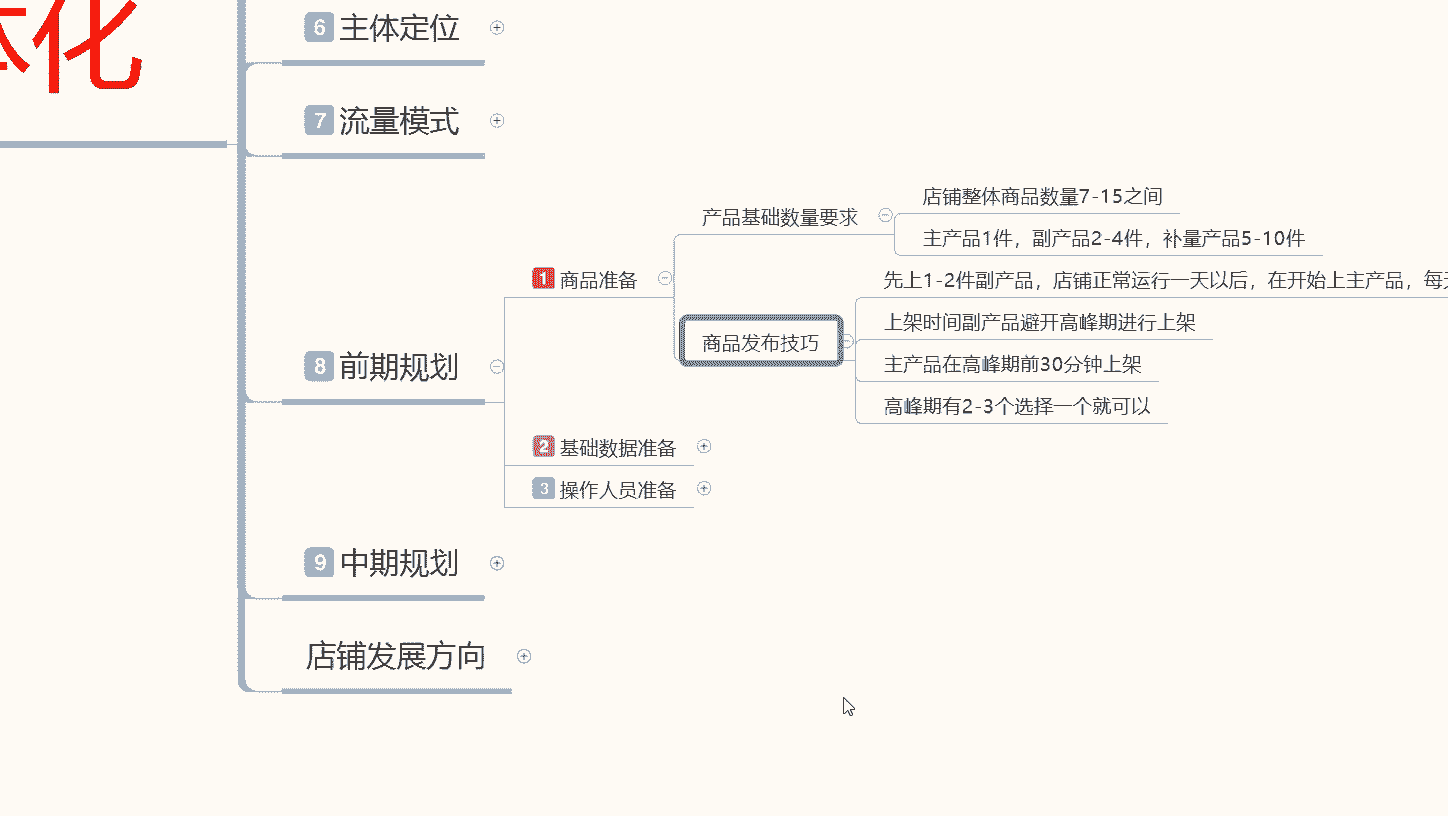 体化
6 主体定位
7 流量模式
8 前期规划
1 商品准备
产品基础数量要求
店铺整体商品数量7-15之间
主产品1件，副产品2-4件，补量产品5-10件
商品发布技巧
先上1-2件副产品，店铺正常运行一天以后，在开始上主产品，每天
上架时间副产品避开高峰期进行上架
主产品在高峰期前30分钟上架
高峰期有2-3个选择一个就可以
2 基础数据准备
3 操作人员准备
9 中期规划
店铺发展方向